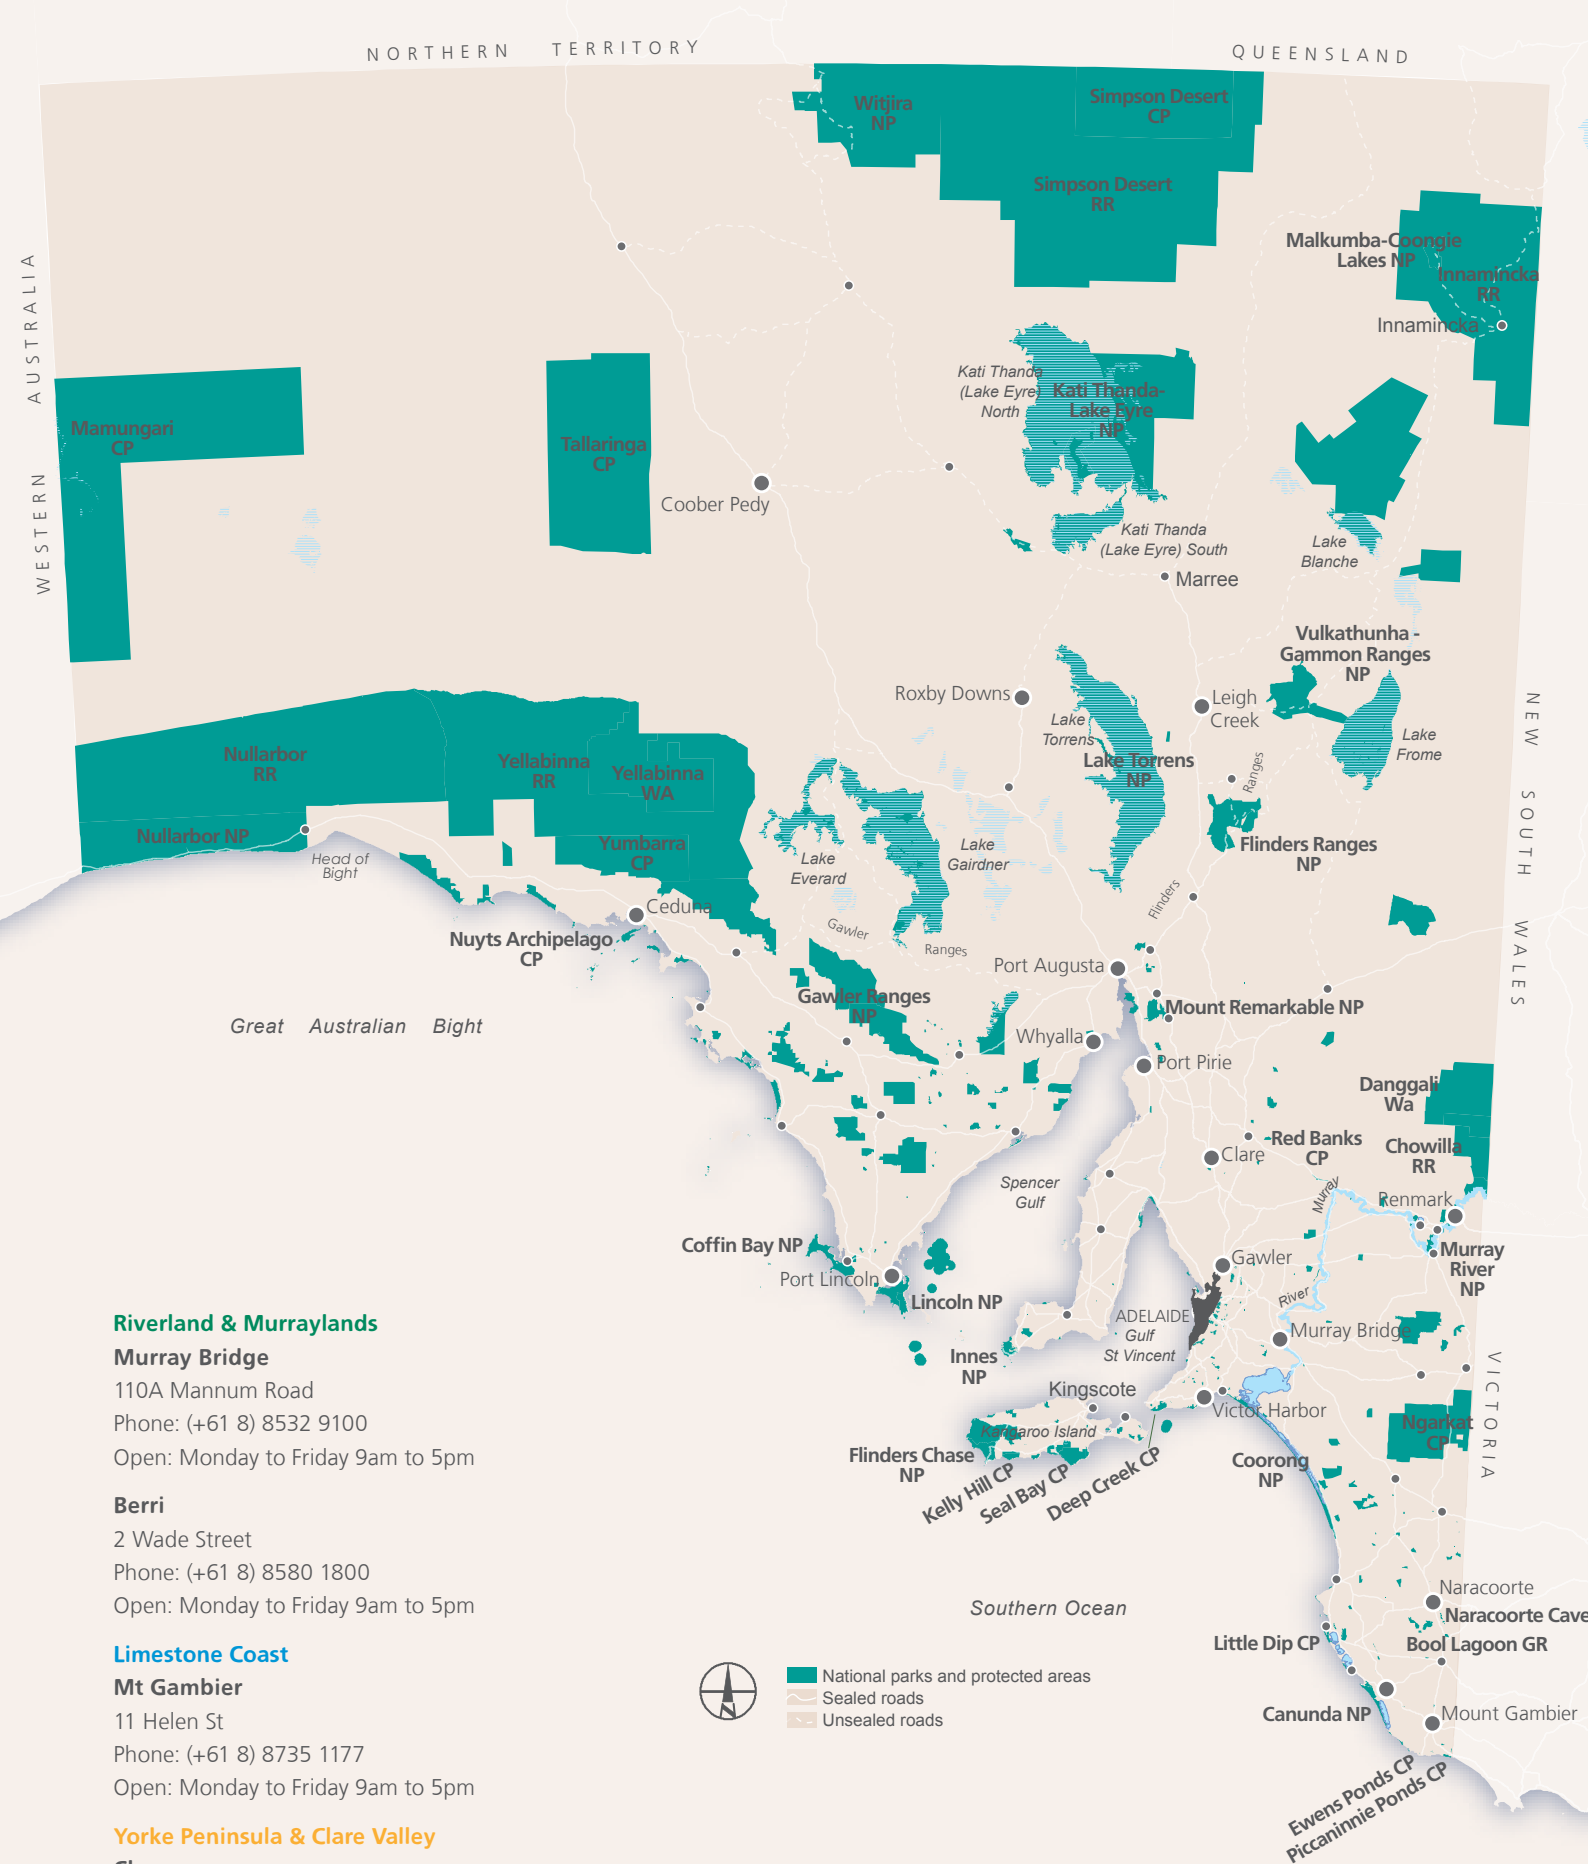 NORTHERN TERRITORY
QUEENSLAND
Witjira
NP
Simpson Desert
CP
Simpson Desert
RR
Malkumba-Coongie
Lakes NP
Innamincka
RR
Innamincka
WESTERN AUSTRALIA
Mamungari
CP
Tallaringa
CP
Coober Pedy
Kati Thanda
(Lake Eyre)
North
Kati Thanda-
Lake Eyre
NP
Kati Thanda
(Lake Eyre) South
Marree
Lake
Blanche
Vulkathunha -
Gammon Ranges
NP
Roxby Downs
Lake
Torrens
Lake Torrens
NP
Leigh
Creek
Lake
Frome
NEW SOUTH WALES
Nullarbor
RR
Yellabinna
RR
Yellabinna
WA
Nullarbor NP
Yumbarra
CP
Head of
Bight
Lake
Everard
Lake
Gairdner
Ranges
Flinders
Flinders Ranges
NP
Ceduna
Nuyts Archipelago
CP
Gawler
Ranges
Port Augusta
Gawler Ranges
NP
Mount Remarkable NP
Great Australian Bight
Whyalla
Port Pirie
Danggali
Wa
Red Banks
CP
Chowilla
RR
Clare
Spencer
Gulf
Murray
Renmark
Coffin Bay NP
Port Lincoln
Lincoln NP
Gawler
Murray
River
NP
River
ADELAIDE
Gulf
St Vincent
Murray Bridge
Innes
NP
VICTORIA
Kingscote
Victor Harbor
Kangaroo Island
Flinders Chase
NP
Kelly Hill CP
Seal Bay CP
Deep Creek CP
Coorong
NP
Ngarkat
CP
Naracoorte
Naracoorte Cave
Southern Ocean
Little Dip CP
Bool Lagoon GR
Canunda NP
Mount Gambier
Ewens Ponds CP
Piccaninnie Ponds CP
National parks and protected areas
Sealed roads
Unsealed roads
Riverland & Murraylands
Murray Bridge
110A Mannum Road
Phone: (+61 8) 8532 9100
Open: Monday to Friday 9am to 5pm
Berri
2 Wade Street
Phone: (+61 8) 8580 1800
Open: Monday to Friday 9am to 5pm
Limestone Coast
Mt Gambier
11 Helen St
Phone: (+61 8) 8735 1177
Open: Monday to Friday 9am to 5pm
Yorke Peninsula & Clare Valley